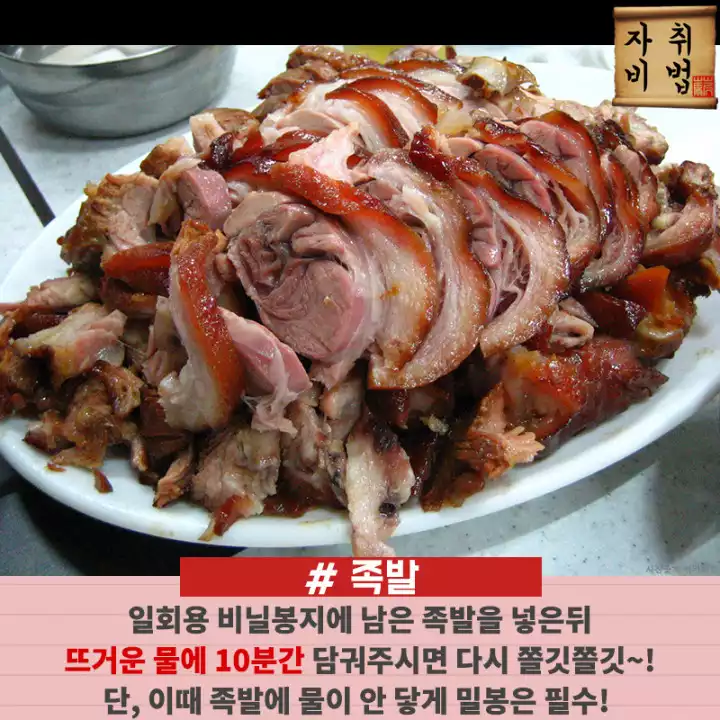 자취
비법
# 족발
일회용 비닐봉지에 남은 족발을 넣은뒤
뜨거운 물에 10분간 담궈주시면 다시 쫄깃쫄깃~!
단, 이때 족발에 물이 안 닿게 밀봉은 필수!